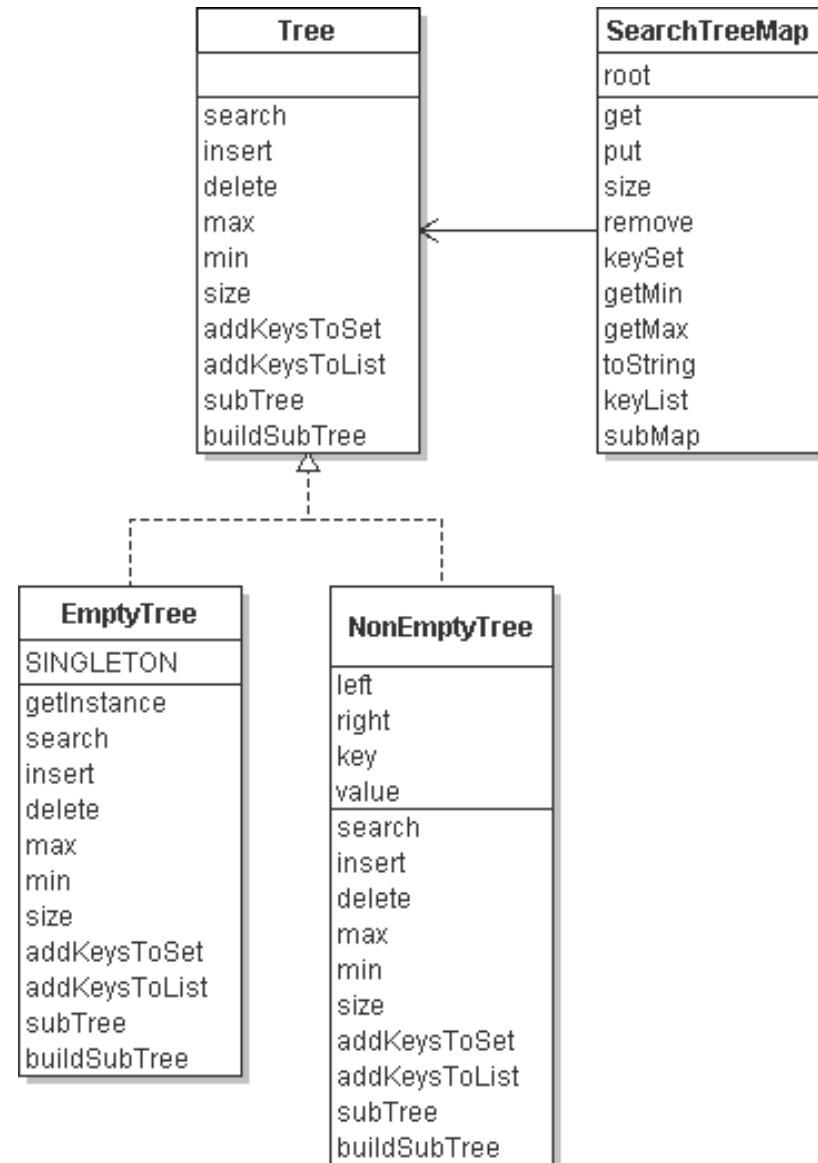 Tree
search
insert
delete
max
min
size
addKeysToSet
addKeysToList
subTree
buildSubTree
SearchTreeMap
root
get
put
size
remove
keySet
getMin
getMax
toString
keyList
subMap
EmptyTree
SINGLETON
getInstance
search
insert
delete
max
min
size
addKeysToSet
addKeysToList
subTree
buildSubTree
NonEmptyTree
left
right
key
value
search
insert
delete
max
min
size
addKeysToSet
addKeysToList
subTree
buildSubTree